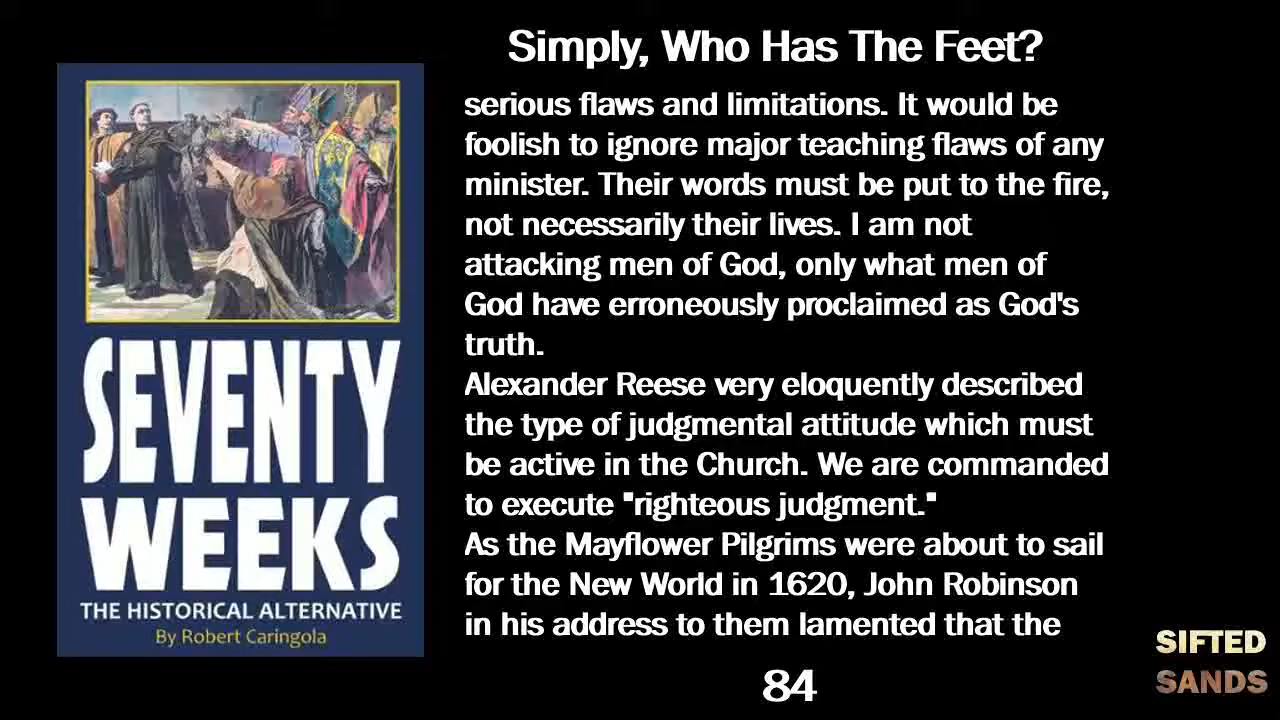 Simply, Who Has The Feet?
serious flaws and limitations. It would be
foolish to ignore major teaching flaws of any
minister. Their words must be put to the fire,
not necessarily their lives. I am not
attacking men of God, only what men of
God have erroneously proclaimed as God's
truth.
Alexander Reese very eloquently described
the type of judgmental attitude which must
be active in the Church. We are commanded
to execute "righteous judgment."
As the Mayflower Pilgrims were about to sail
for the New World in 1620, John Robinson
in his address to them lamented that the
84
SEVENTY
WEEKS
THE HISTORICAL ALTERNATIVE
By Robert Caringola
SIFTED
SANDS